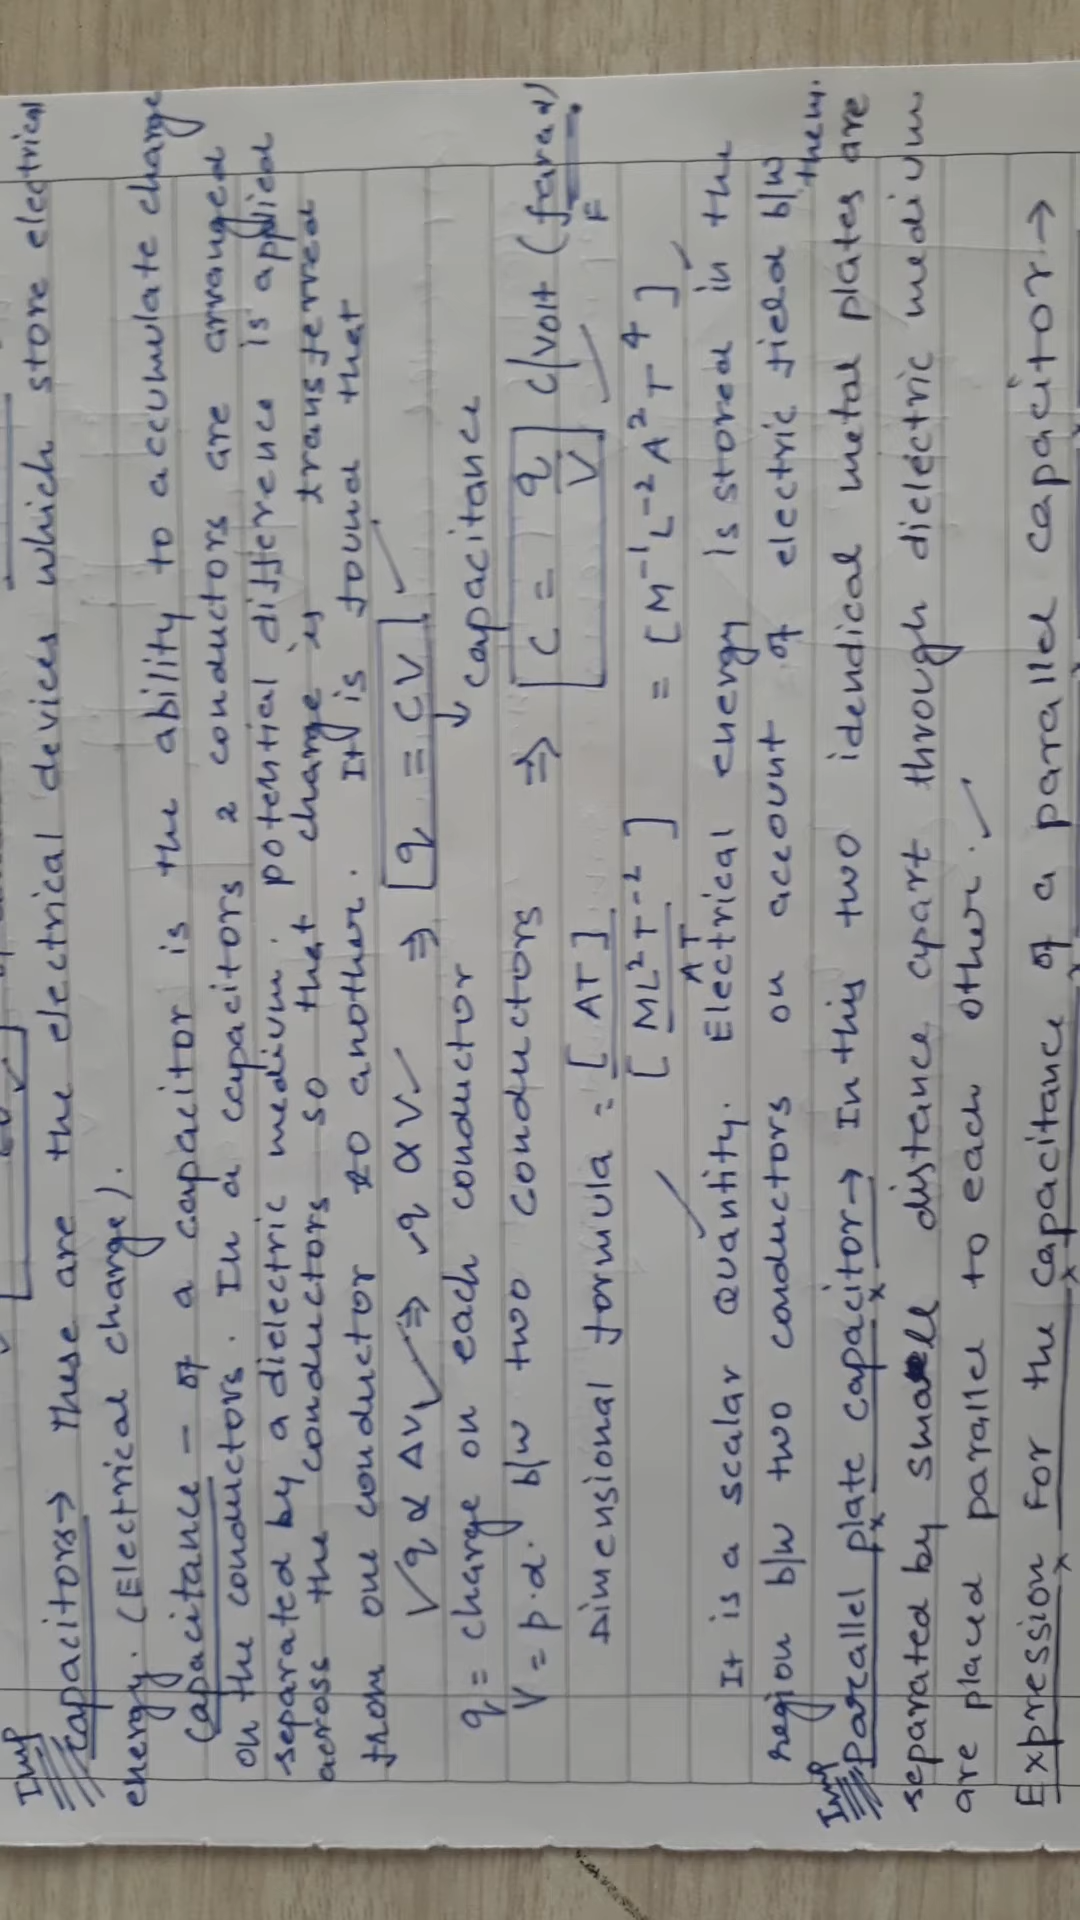 Imp
capacitors → These are the electrical devices which store electrical
energy. (Electrical charge).
capacitance - of a capacitor is the ability to accumulate charge
on the conductors. In a capacitors 2 conductors are arranged
separated by a dielectric medium. potential difference is applied
across the conductors so that charge is transferred
from one conductor to another. It is found that
q ∝ ΔV ⇒ q ∝ V ⇒ q = CV
↓ capacitance
q = charge on each conductor
V = p.d. b/w two conductors ⇒ C = q/V C/volt (farad)
F
Dimensional formula = [AT] / [ML²T⁻²]/AT = [M⁻¹L⁻²A²T⁴]
It is a scalar Quantity. Electrical energy is stored in the
region b/w two conductors on account of electric field b/w them.
Imp
Parallel plate capacitor → In this two idendical metal plates are
separated by small distance apart through dielectric medium
are placed parallel to each other.
Expression For the capacitance of a parallel capacitor →